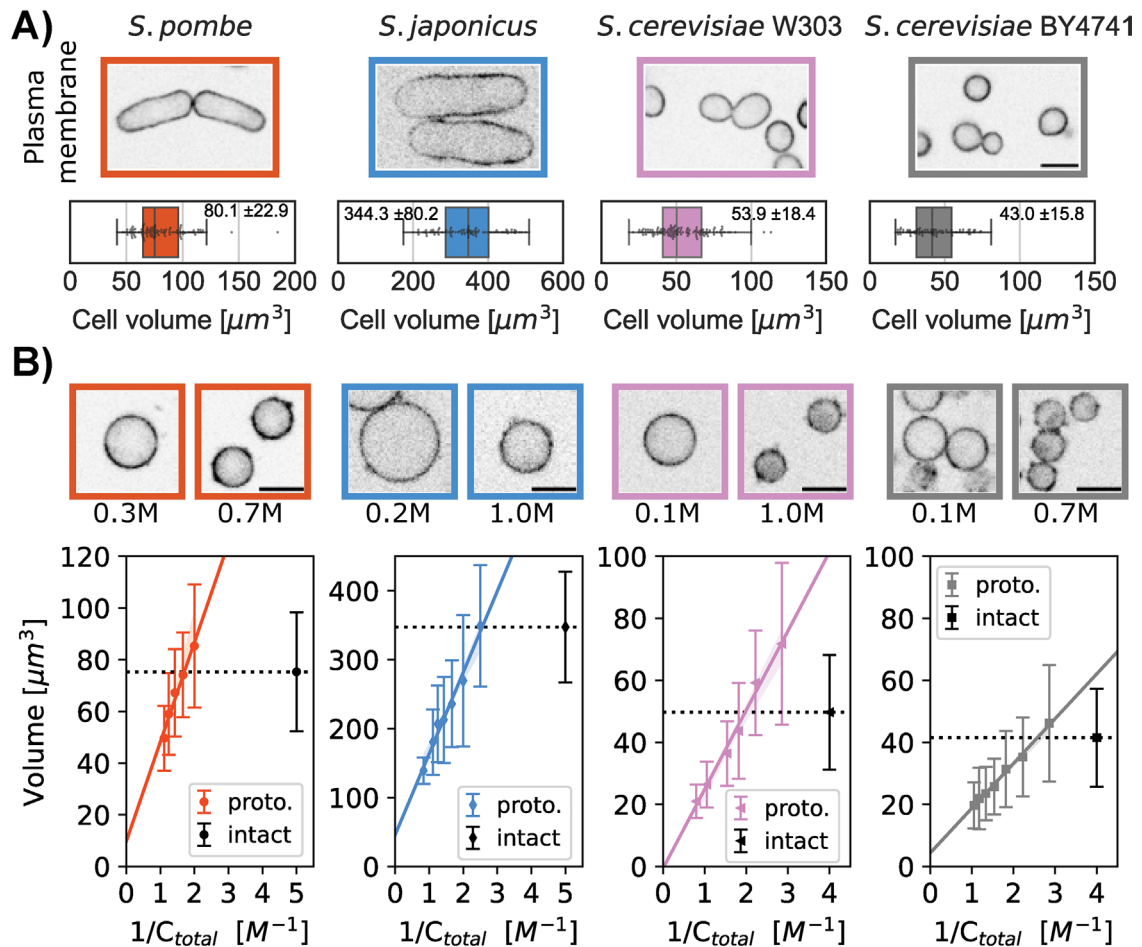 A)
S. pombe
S. japonicus
S. cerevisiae W303
S. cerevisiae BY4741
Plasma
membrane
80.1 ±22.9
344.3 ±80.2
53.9 ±18.4
43.0 ±15.8
0 50 100 150 200
200 400 600
0 50 100 150
0 50 100 150
Cell volume [μm³]
Cell volume [μm³]
Cell volume [μm³]
Cell volume [μm³]
B)
0.3M
0.7M
0.2M
1.0M
0.1M
1.0M
0.1M
0.7M
Volume [μm³]
120
100
80
60
40
20
0
0 1 2 3 4 5
proto.
intact
1/C_total [M⁻¹]
400
300
200
100
0
0 1 2 3 4 5
proto.
intact
1/C_total [M⁻¹]
100
80
60
40
20
0
0 1 2 3 4
proto.
intact
1/C_total [M⁻¹]
100
80
60
40
20
0
0 1 2 3 4
proto.
intact
1/C_total [M⁻¹]